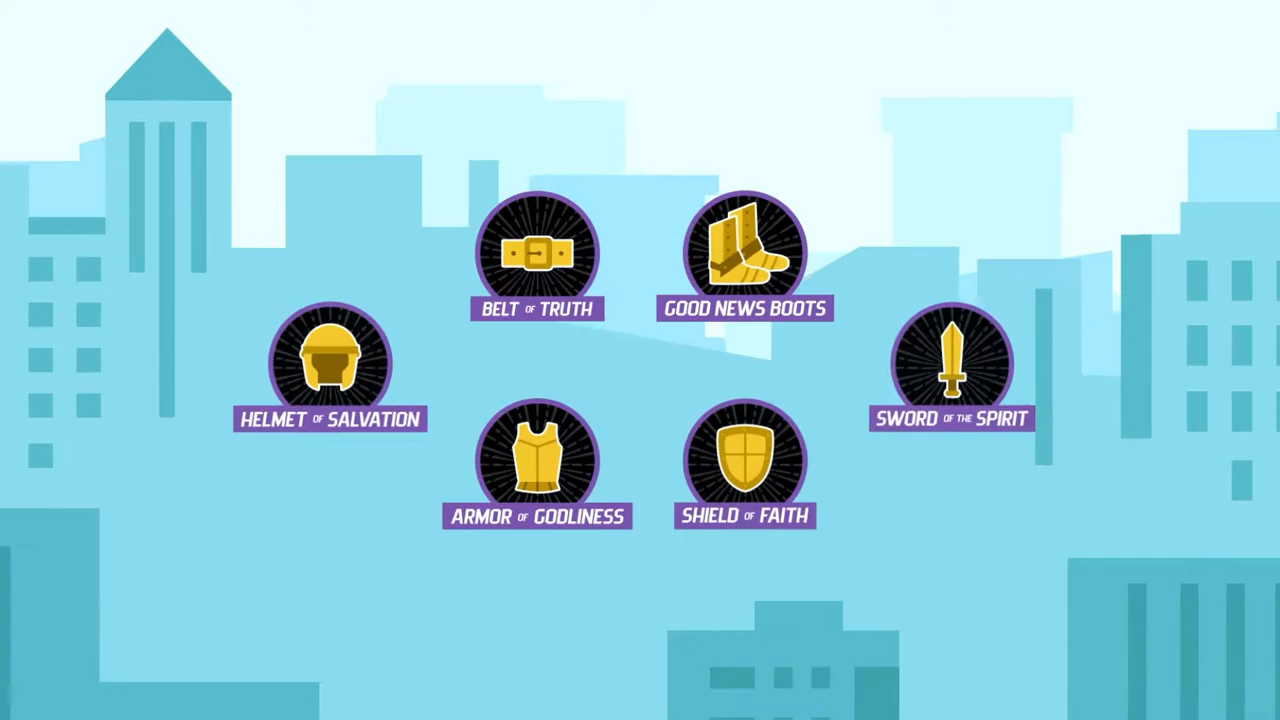 BELT OF TRUTH
GOOD NEWS BOOTS
HELMET OF SALVATION
SWORD OF THE SPIRIT
ARMOR OF GODLINESS
SHIELD OF FAITH